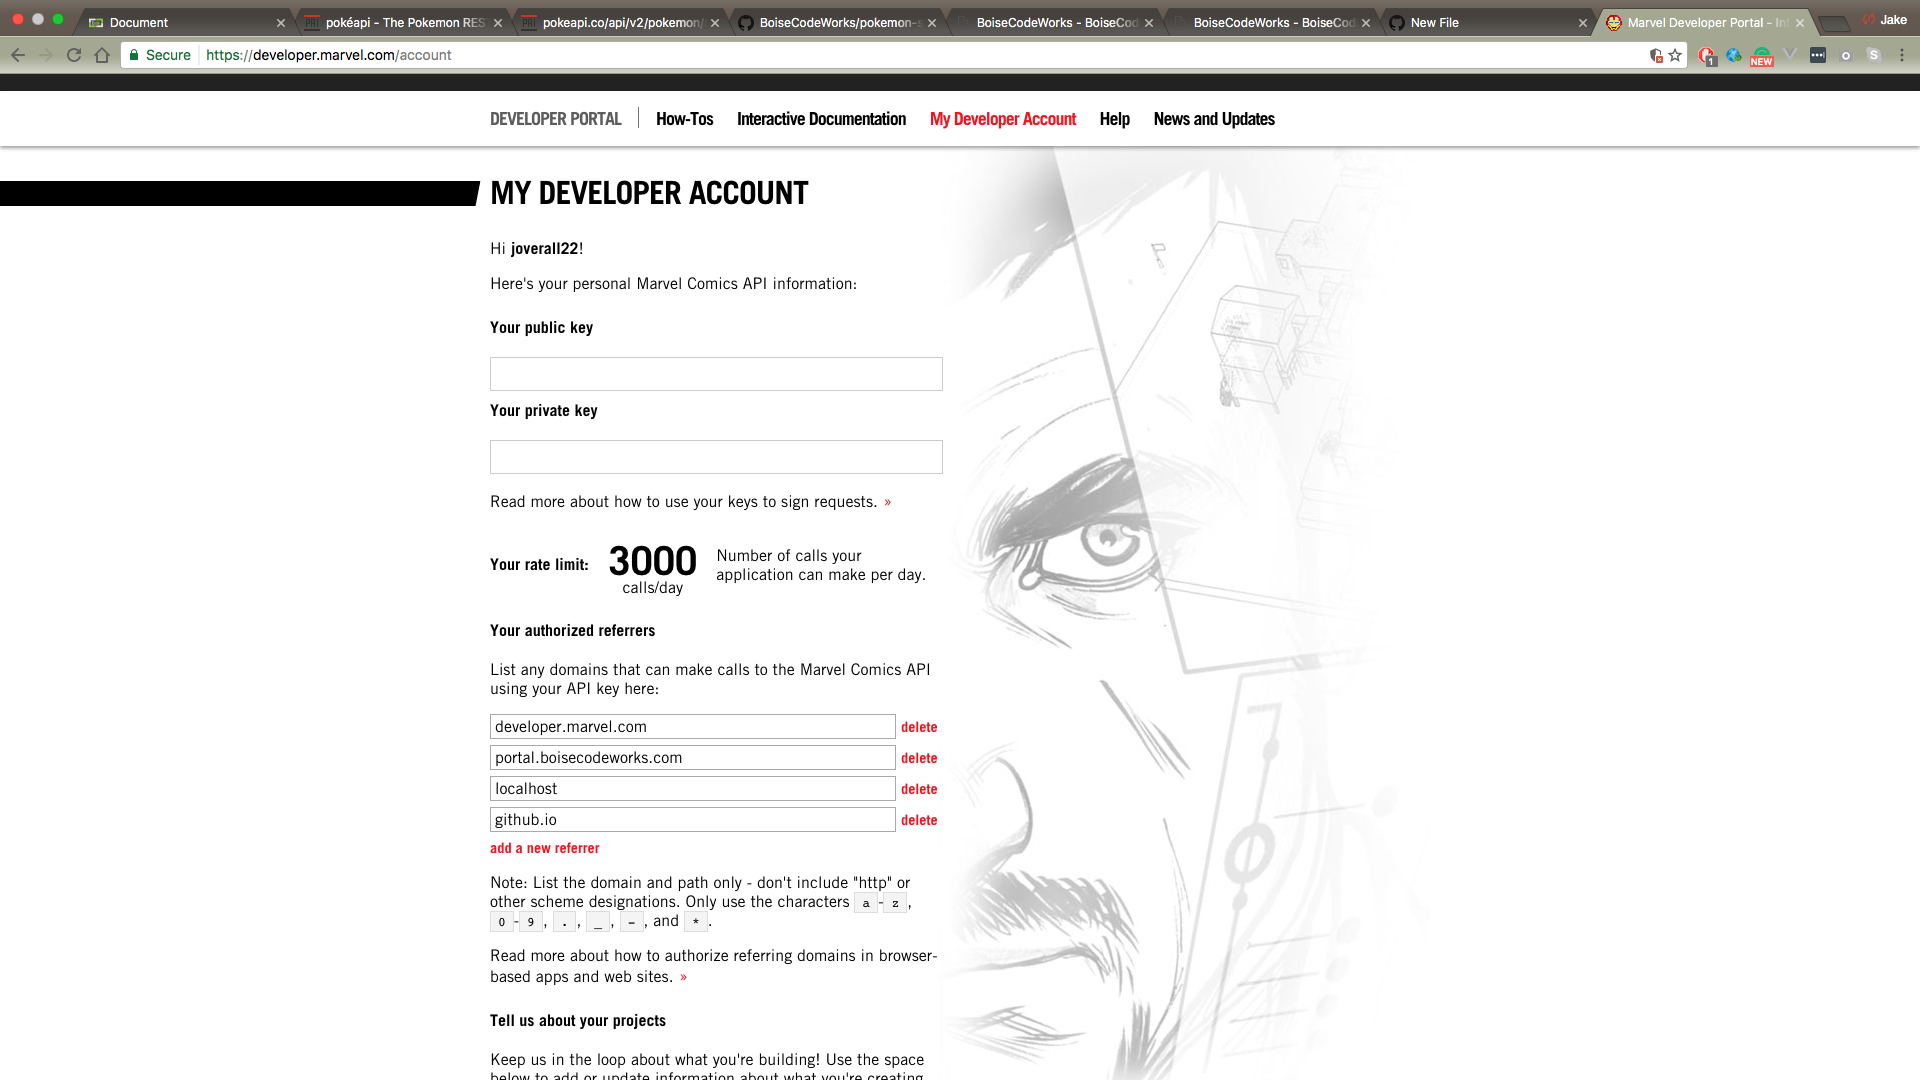 Document
pokéapi - The Pokemon RES
pokeapi.co/api/v2/pokemon/
BoiseCodeWorks/pokemon-s
BoiseCodeWorks - BoiseCod
BoiseCodeWorks - BoiseCod
New File
Marvel Developer Portal - Int
Jake
Secure https://developer.marvel.com/account
1
NEW
S
DEVELOPER PORTAL How-Tos Interactive Documentation My Developer Account Help News and Updates
MY DEVELOPER ACCOUNT
Hi joverall22!
Here's your personal Marvel Comics API information:
Your public key
Your private key
Read more about how to use your keys to sign requests. »
Your rate limit: 3000 calls/day
Number of calls your
application can make per day.
Your authorized referrers
List any domains that can make calls to the Marvel Comics API
using your API key here:
developer.marvel.com delete
portal.boisecodeworks.com delete
localhost delete
github.io delete
add a new referrer
Note: List the domain and path only - don't include "http" or
other scheme designations. Only use the characters a - z ,
0 - 9 , . , _ , - , and * .
Read more about how to authorize referring domains in browser-
based apps and web sites. »
Tell us about your projects
Keep us in the loop about what you're building! Use the space
below to add or update information about what you're creating